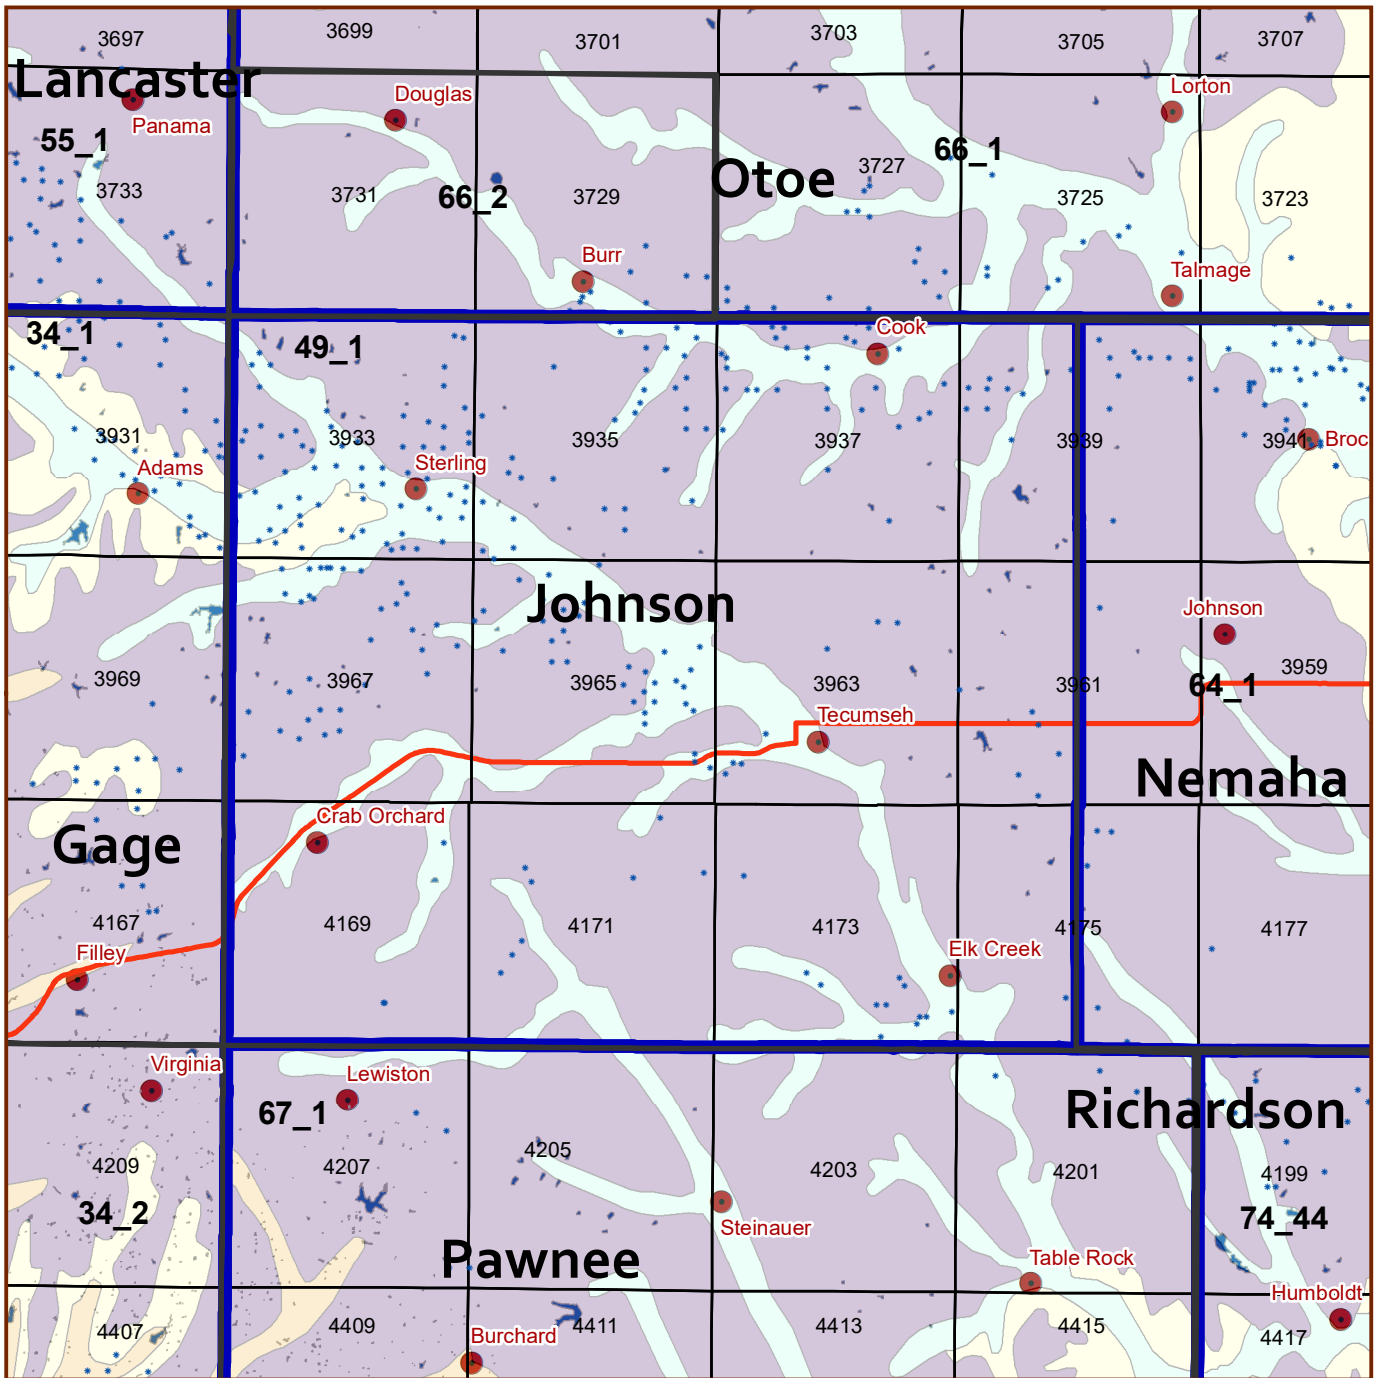 3697
3699
3701
3703
3705
3707
Lancaster
Panama
Douglas
Lorton
55_1
66_1
Otoe
3733
3731
66_2
3729
3727
3725
3723
Burr
Talmage
34_1
49_1
Cook
3931
3933
3935
3937
3939
3941
Broc
Adams
Sterling
Johnson
Johnson
3969
3967
3965
3963
3961
64_1
3959
Tecumseh
Nemaha
Crab Orchard
Gage
4167
4169
4171
4173
4175
4177
Filley
Elk Creek
Virginia
Lewiston
67_1
Richardson
4209
4207
4205
4203
4201
4199
34_2
74_44
Steinauer
Pawnee
Table Rock
Humboldt
4407
4409
Burchard
4411
4413
4415
4417